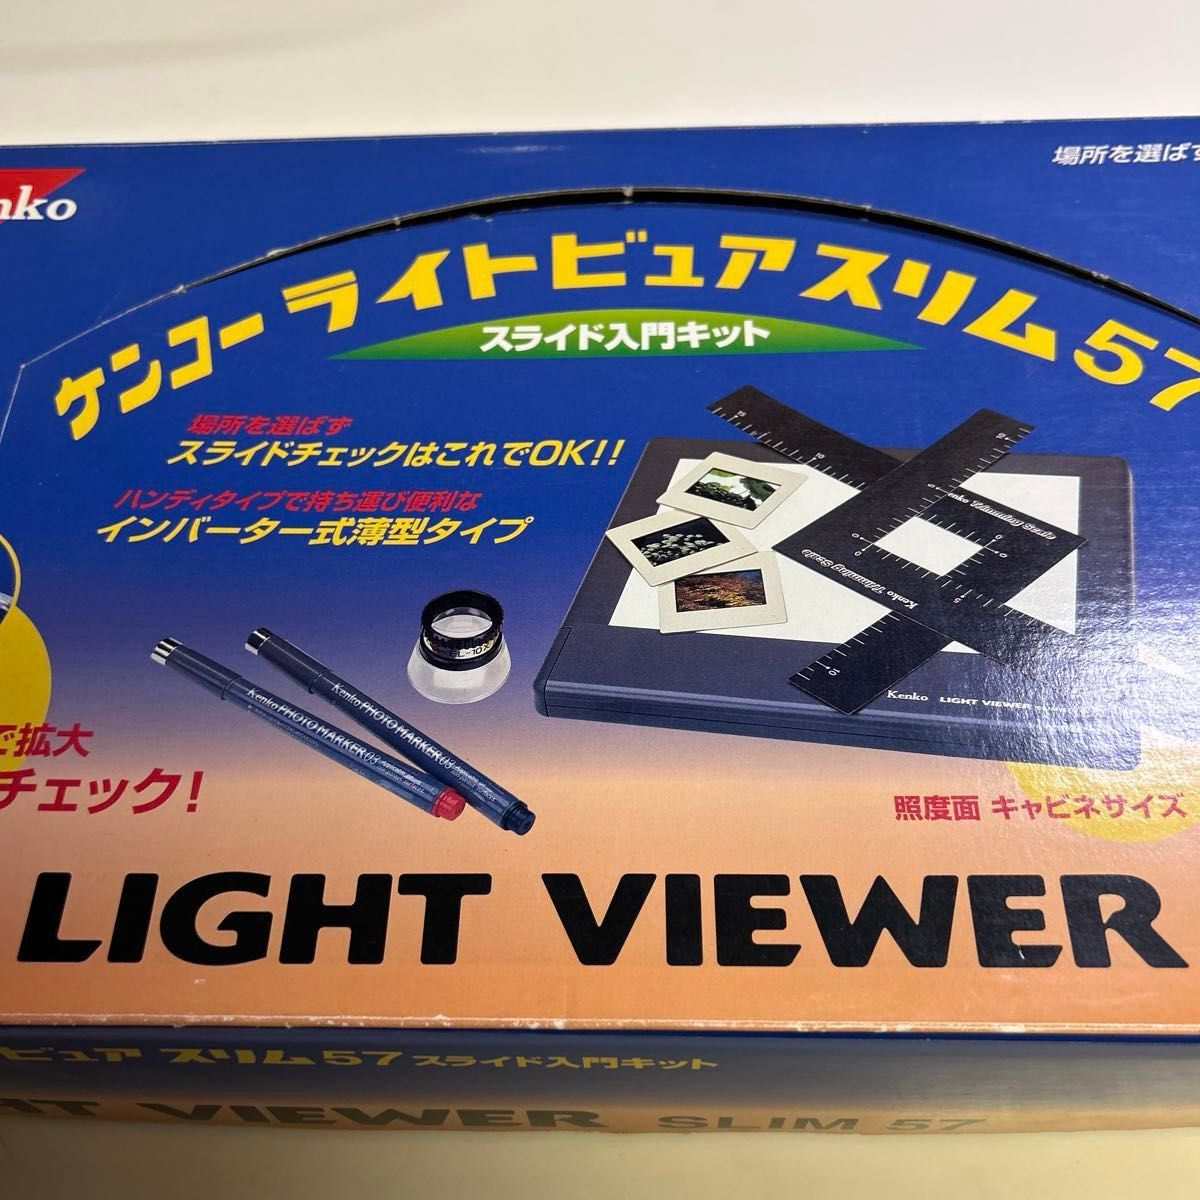 nko
場所を選ばず
ケンコーライトビュアスリム57
スライド入門キット
場所を選ばず
スライドチェックはこれでOK!!
ハンディタイプで持ち運び便利な
インバーター式薄型タイプ
Kenko Trimming Scale
Kenko Trimming Scale
EL-10X
Kenko PHOTO MARKER 03
Kenko PHOTO MARKER 03
Kenko LIGHT VIEWER
で拡大
チェック!
照度面 キャビネサイズ
LIGHT VIEWER
ビュア スリム57 スライド入門キット
HT VIEWER SLIM 57